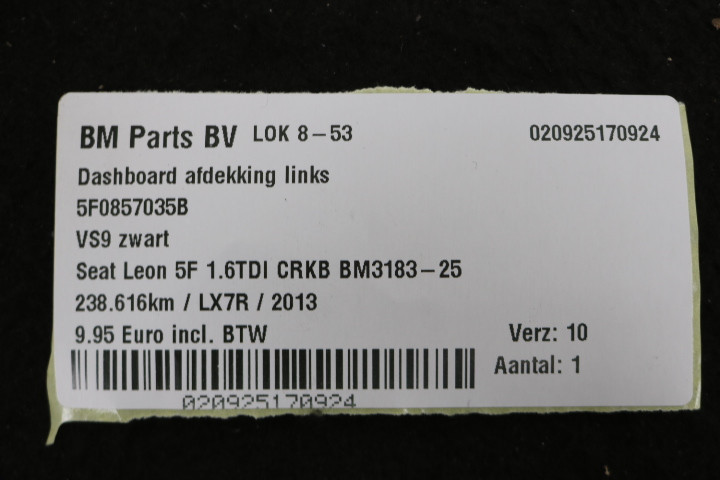 BM Parts BV LOK 8-53 020925170924
Dashboard afdekking links
5F0857035B
VS9 zwart
Seat Leon 5F 1.6TDI CRKB BM3183-25
238.616km / LX7R / 2013
9.95 Euro incl. BTW Verz: 10
Aantal: 1
020925170924